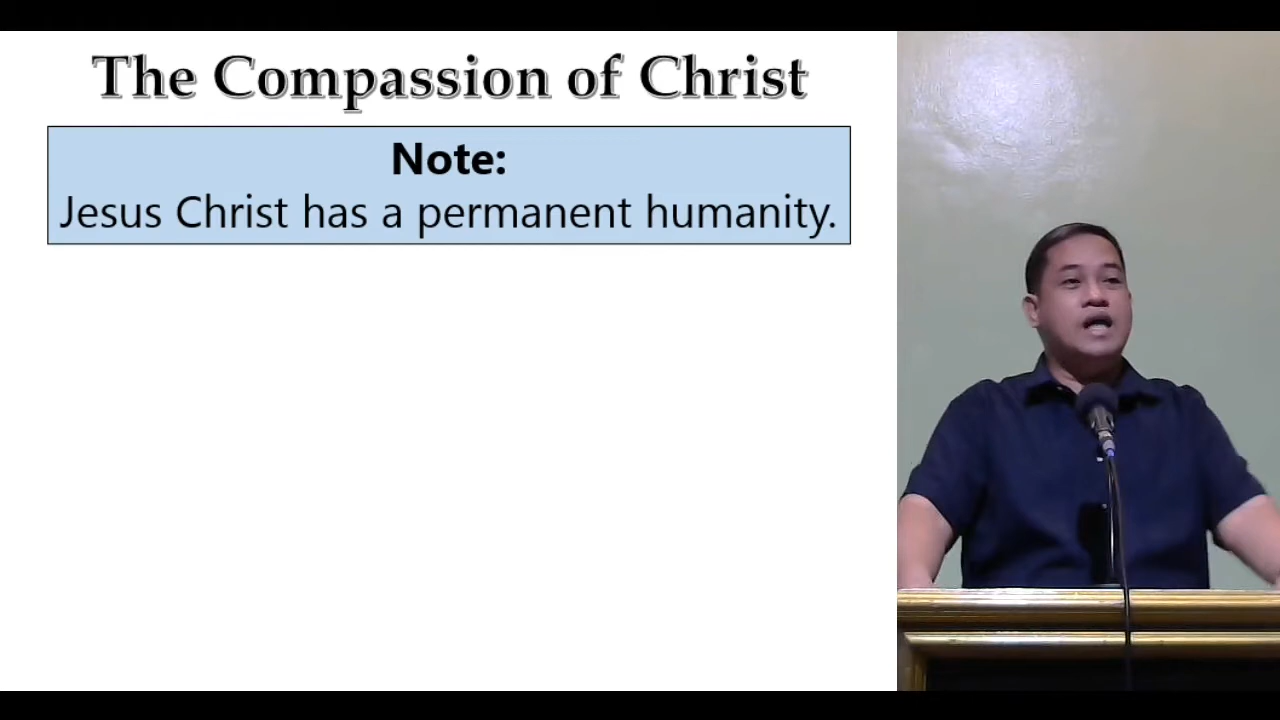 The Compassion of Christ
Note:
Jesus Christ has a permanent humanity.